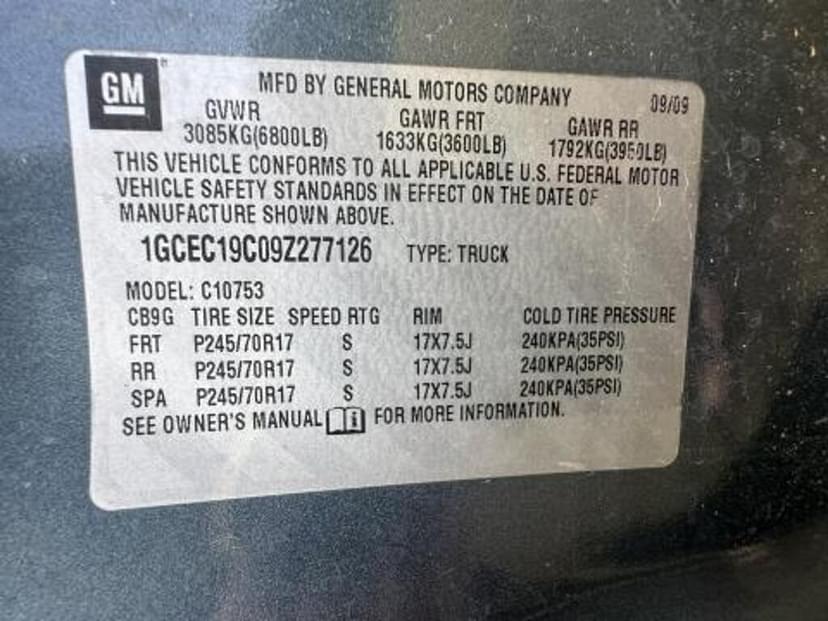 GM
MFD BY GENERAL MOTORS COMPANY 09/09
GVWR GAWR FRT GAWR RR
3085KG(6800LB) 1633KG(3600LB) 1792KG(3950LB)
THIS VEHICLE CONFORMS TO ALL APPLICABLE U.S. FEDERAL MOTOR
VEHICLE SAFETY STANDARDS IN EFFECT ON THE DATE OF
MANUFACTURE SHOWN ABOVE.
1GCEC19C09Z277126 TYPE: TRUCK
MODEL: C10753
CB9G TIRE SIZE SPEED RTG RIM COLD TIRE PRESSURE
FRT P245/70R17 S 17X7.5J 240KPA(35PSI)
RR P245/70R17 S 17X7.5J 240KPA(35PSI)
SPA P245/70R17 S 17X7.5J 240KPA(35PSI)
SEE OWNER'S MANUAL i FOR MORE INFORMATION.